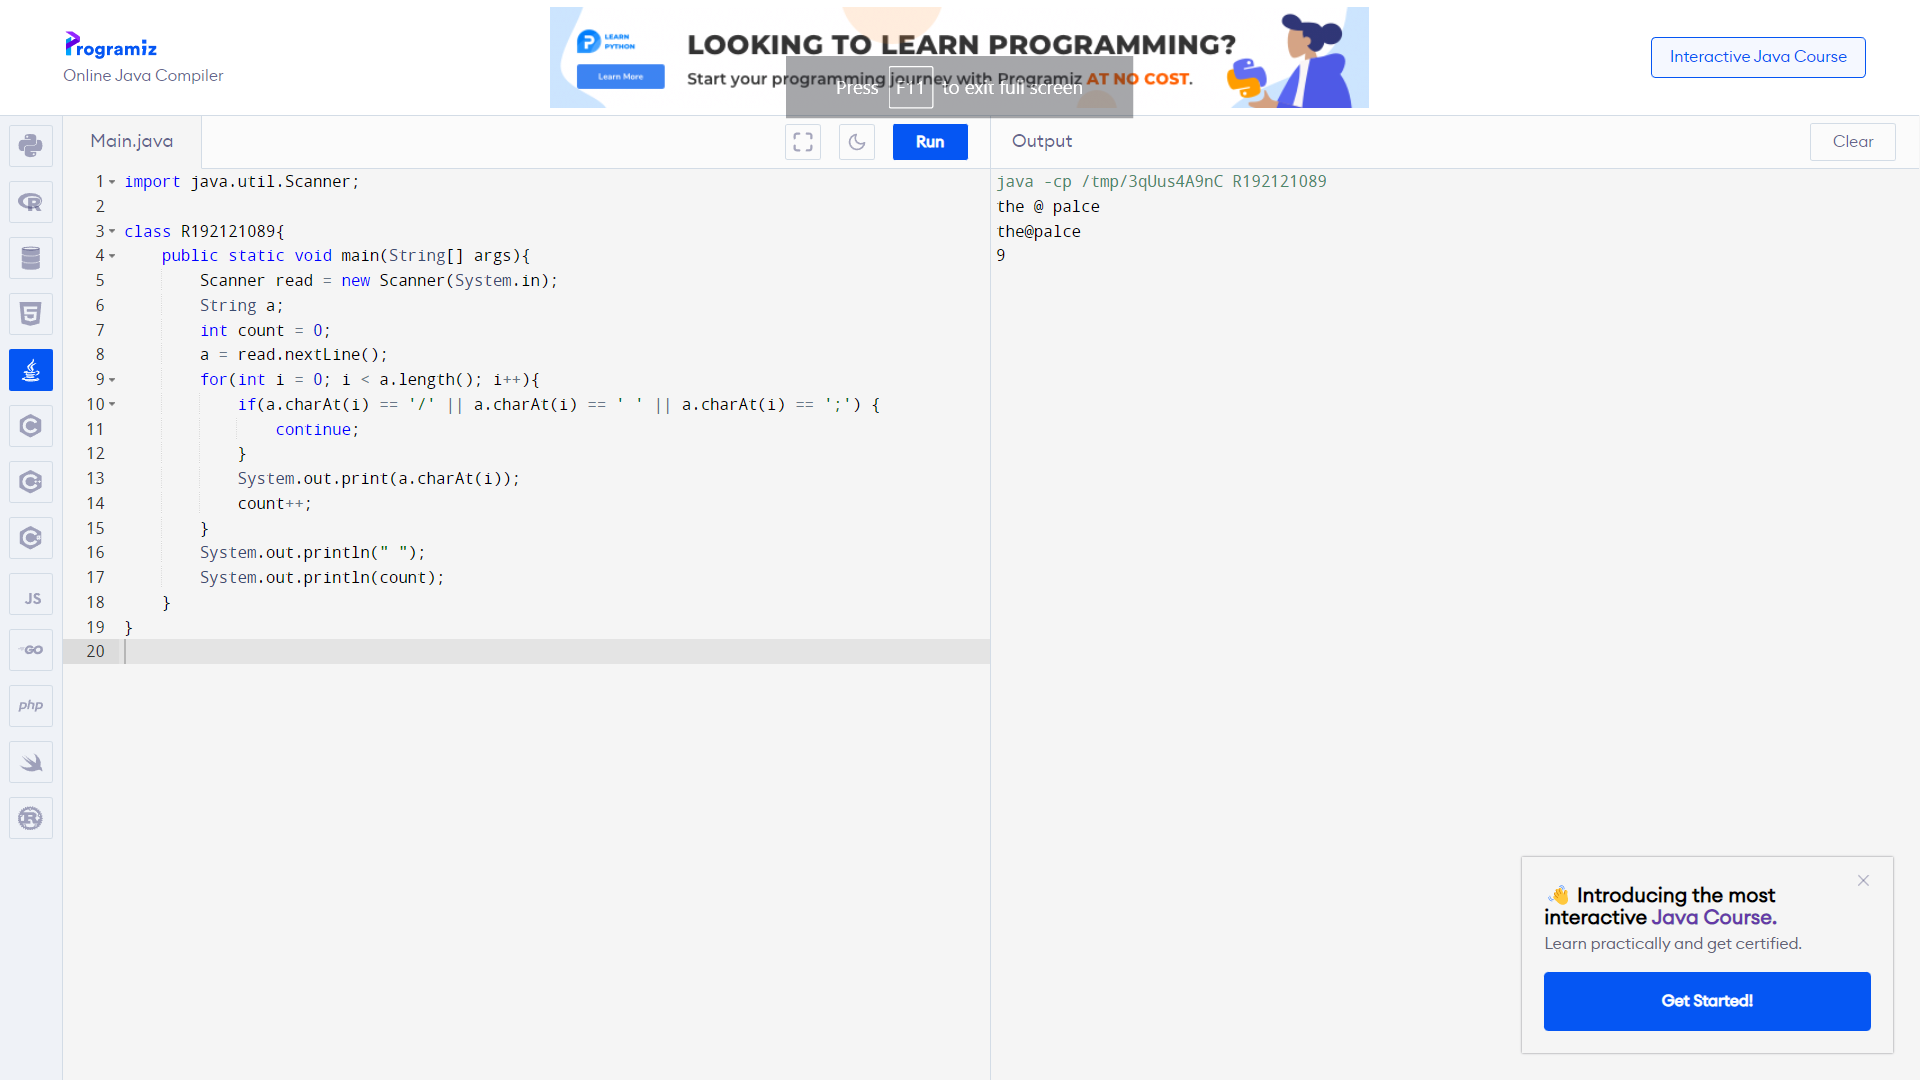 Programiz
Online Java Compiler
LEARN
PYTHON
Learn More
LOOKING TO LEARN PROGRAMMING?
Start your programming journey with Programiz AT NO COST.
Press F11 to exit full screen
Interactive Java Course
Main.java
Run
Output
Clear
1 import java.util.Scanner;
2
3 class R192121089{
4     public static void main(String[] args){
5         Scanner read = new Scanner(System.in);
6         String a;
7         int count = 0;
8         a = read.nextLine();
9         for(int i = 0; i < a.length(); i++){
10             if(a.charAt(i) == '/' || a.charAt(i) == ' ' || a.charAt(i) == ';') {
11                 continue;
12             }
13             System.out.print(a.charAt(i));
14             count++;
15         }
16         System.out.println(" ");
17         System.out.println(count);
18     }
19 }
20
java -cp /tmp/3qUus4A9nC R192121089
the @ palce
the@palce
9
JS
GO
php
👋 Introducing the most
interactive Java Course.
Learn practically and get certified.
Get Started!